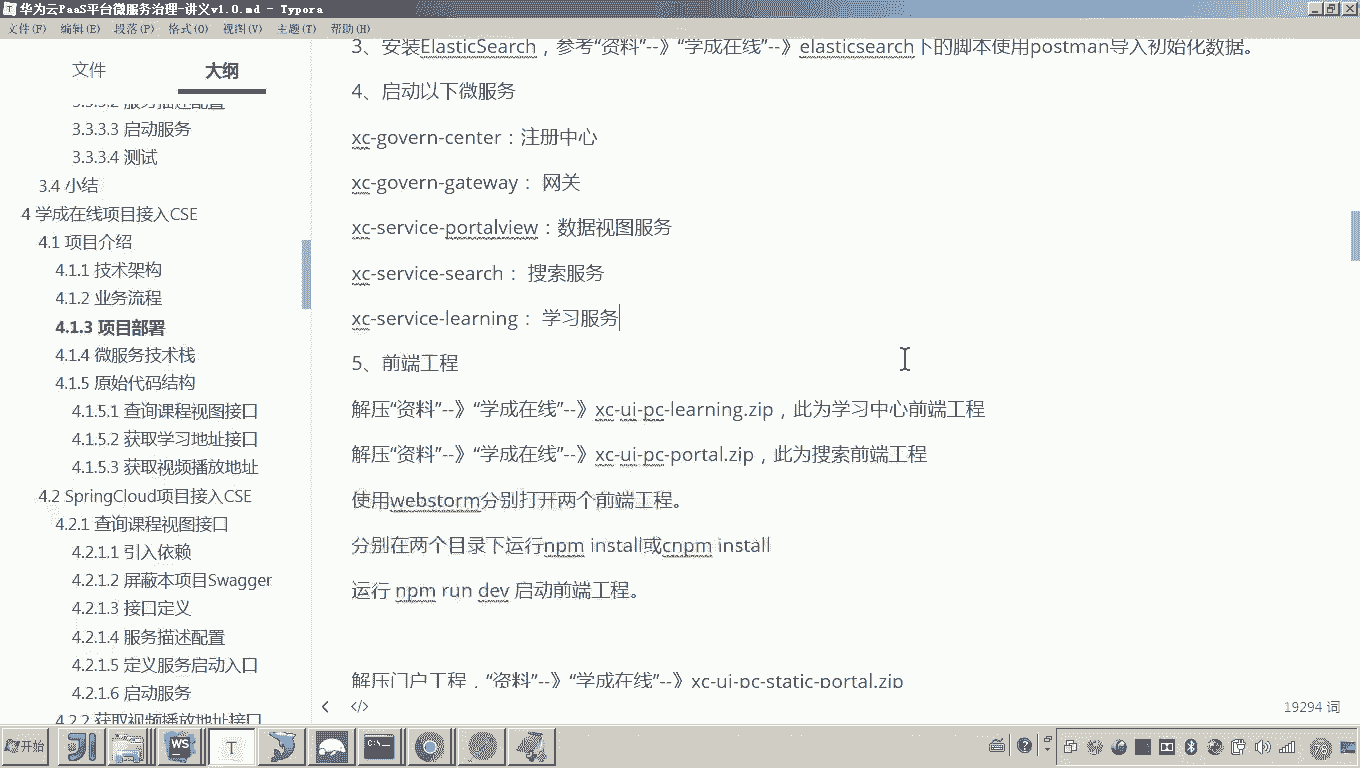 华为云PaaS平台微服务治理-讲义v1.0.md - Typora
文件(F) 编辑(E) 段落(P) 格式(O) 视图(V) 主题(T) 帮助(H)
文件 大纲
3.3.3.2 服务描述配置
3.3.3.3 启动服务
3.3.3.4 测试
3.4 小结
4 学成在线项目接入CSE
4.1 项目介绍
4.1.1 技术架构
4.1.2 业务流程
4.1.3 项目部署
4.1.4 微服务技术栈
4.1.5 原始代码结构
4.1.5.1 查询课程视图接口
4.1.5.2 获取学习地址接口
4.1.5.3 获取视频播放地址
4.2 SpringCloud项目接入CSE
4.2.1 查询课程视图接口
4.2.1.1 引入依赖
4.2.1.2 屏蔽本项目Swagger
4.2.1.3 接口定义
4.2.1.4 服务描述配置
4.2.1.5 定义服务启动入口
4.2.1.6 启动服务
4.2.2 获取视频播放地址接口
3、安装ElasticSearch，参考“资料”--》“学成在线”--》elasticsearch下的脚本使用postman导入初始化数据。
4、启动以下微服务
xc-govern-center：注册中心
xc-govern-gateway： 网关
xc-service-portalview：数据视图服务
xc-service-search： 搜索服务
xc-service-learning： 学习服务
5、前端工程
解压“资料”--》“学成在线”--》xc-ui-pc-learning.zip，此为学习中心前端工程
解压“资料”--》“学成在线”--》xc-ui-pc-portal.zip，此为搜索前端工程
使用webstorm分别打开两个前端工程。
分别在两个目录下运行npm install或cnpm install
运行 npm run dev 启动前端工程。
解压门户工程，“资料”--》“学成在线”--》xc-ui-pc-static-portal.zip
</> 19294 词
开始 WS T C:\ 78